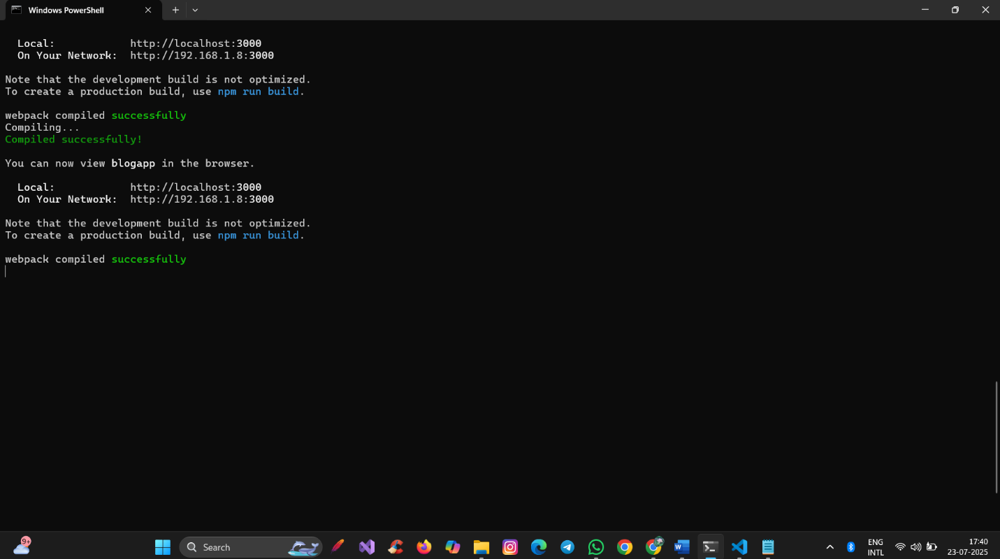 Windows PowerShell
Local: http://localhost:3000
On Your Network: http://192.168.1.8:3000
Note that the development build is not optimized.
To create a production build, use npm run build.
webpack compiled successfully
Compiling...
Compiled successfully!
You can now view blogapp in the browser.
Local: http://localhost:3000
On Your Network: http://192.168.1.8:3000
Note that the development build is not optimized.
To create a production build, use npm run build.
webpack compiled successfully
9+
Search
W
ENG
INTL
17:40
23-07-2025